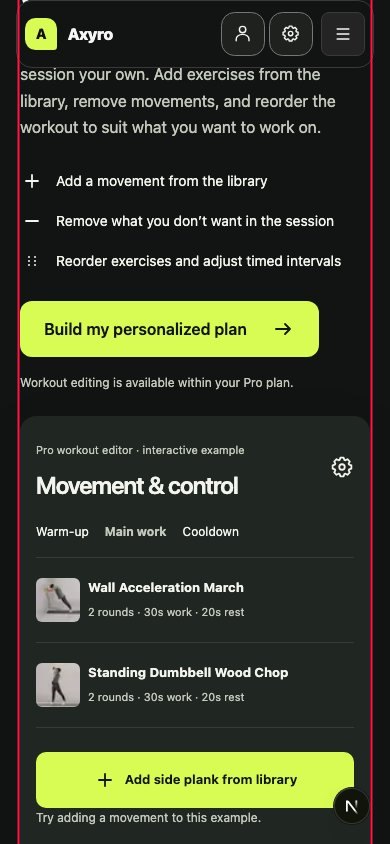 A Axyro
session your own. Add exercises from the
library, remove movements, and reorder the
workout to suit what you want to work on.
Add a movement from the library
Remove what you don’t want in the session
Reorder exercises and adjust timed intervals
Build my personalized plan
Workout editing is available within your Pro plan.
Pro workout editor · interactive example
Movement & control
Warm-up Main work Cooldown
Wall Acceleration March
2 rounds · 30s work · 20s rest
Standing Dumbbell Wood Chop
2 rounds · 30s work · 20s rest
Add side plank from library
N
Try adding a movement to this example.